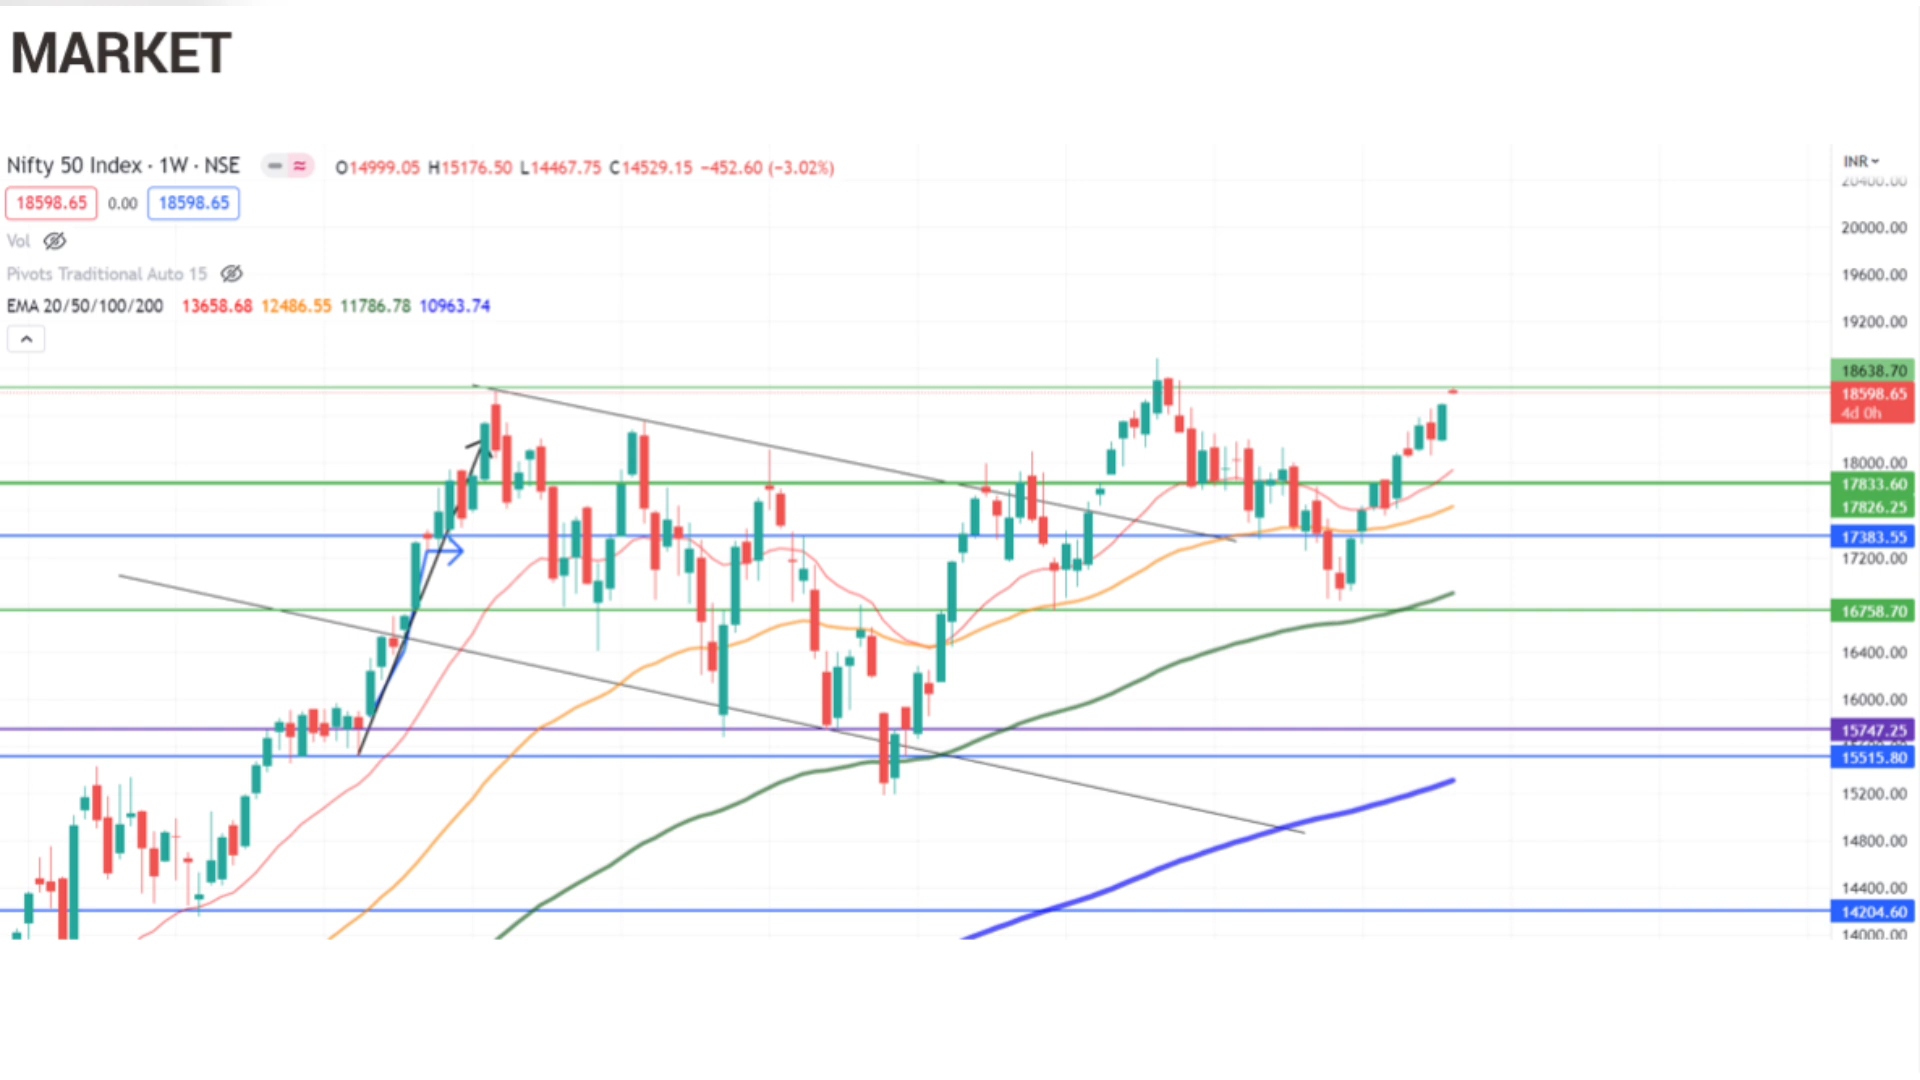 MARKET
Nifty 50 Index · 1W · NSE O14999.05 H15176.50 L14467.75 C14529.15 −452.60 (−3.02%)
18598.65 0.00 18598.65
Vol
Pivots Traditional Auto 15
EMA 20/50/100/200 13658.68 12486.55 11786.78 10963.74
INR
20400.00
20000.00
19600.00
19200.00
18638.70
18598.65
4d 0h
18000.00
17833.60
17826.25
17383.55
17200.00
16758.70
16400.00
16000.00
15747.25
15515.80
15200.00
14800.00
14400.00
14204.60
14000.00